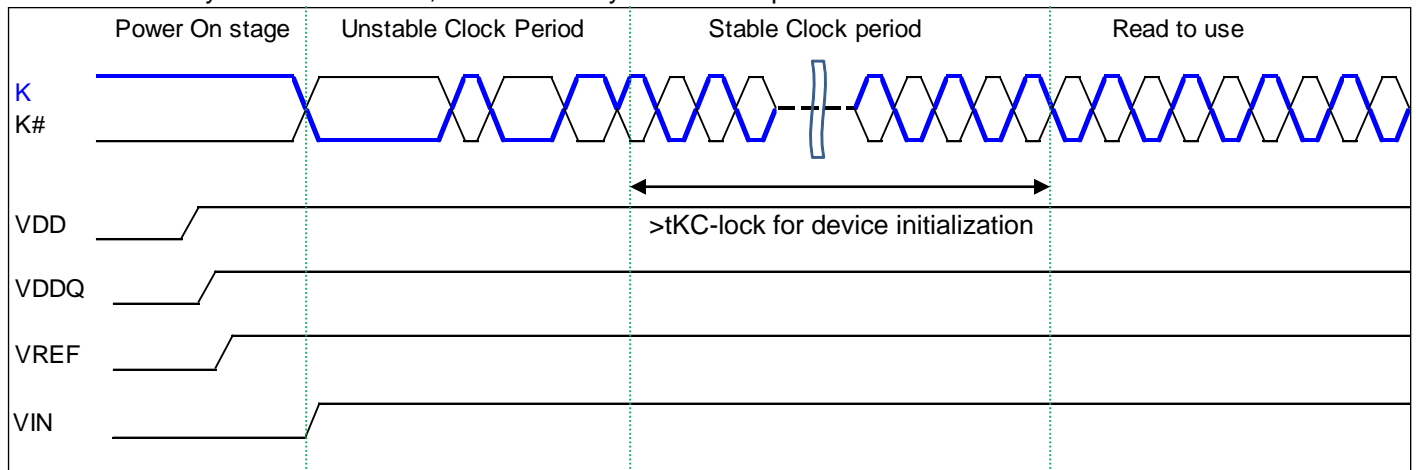 Power On stage Unstable Clock Period Stable Clock period Read to use
K
K#
>tKC-lock for device initialization
VDD
VDDQ
VREF
VIN